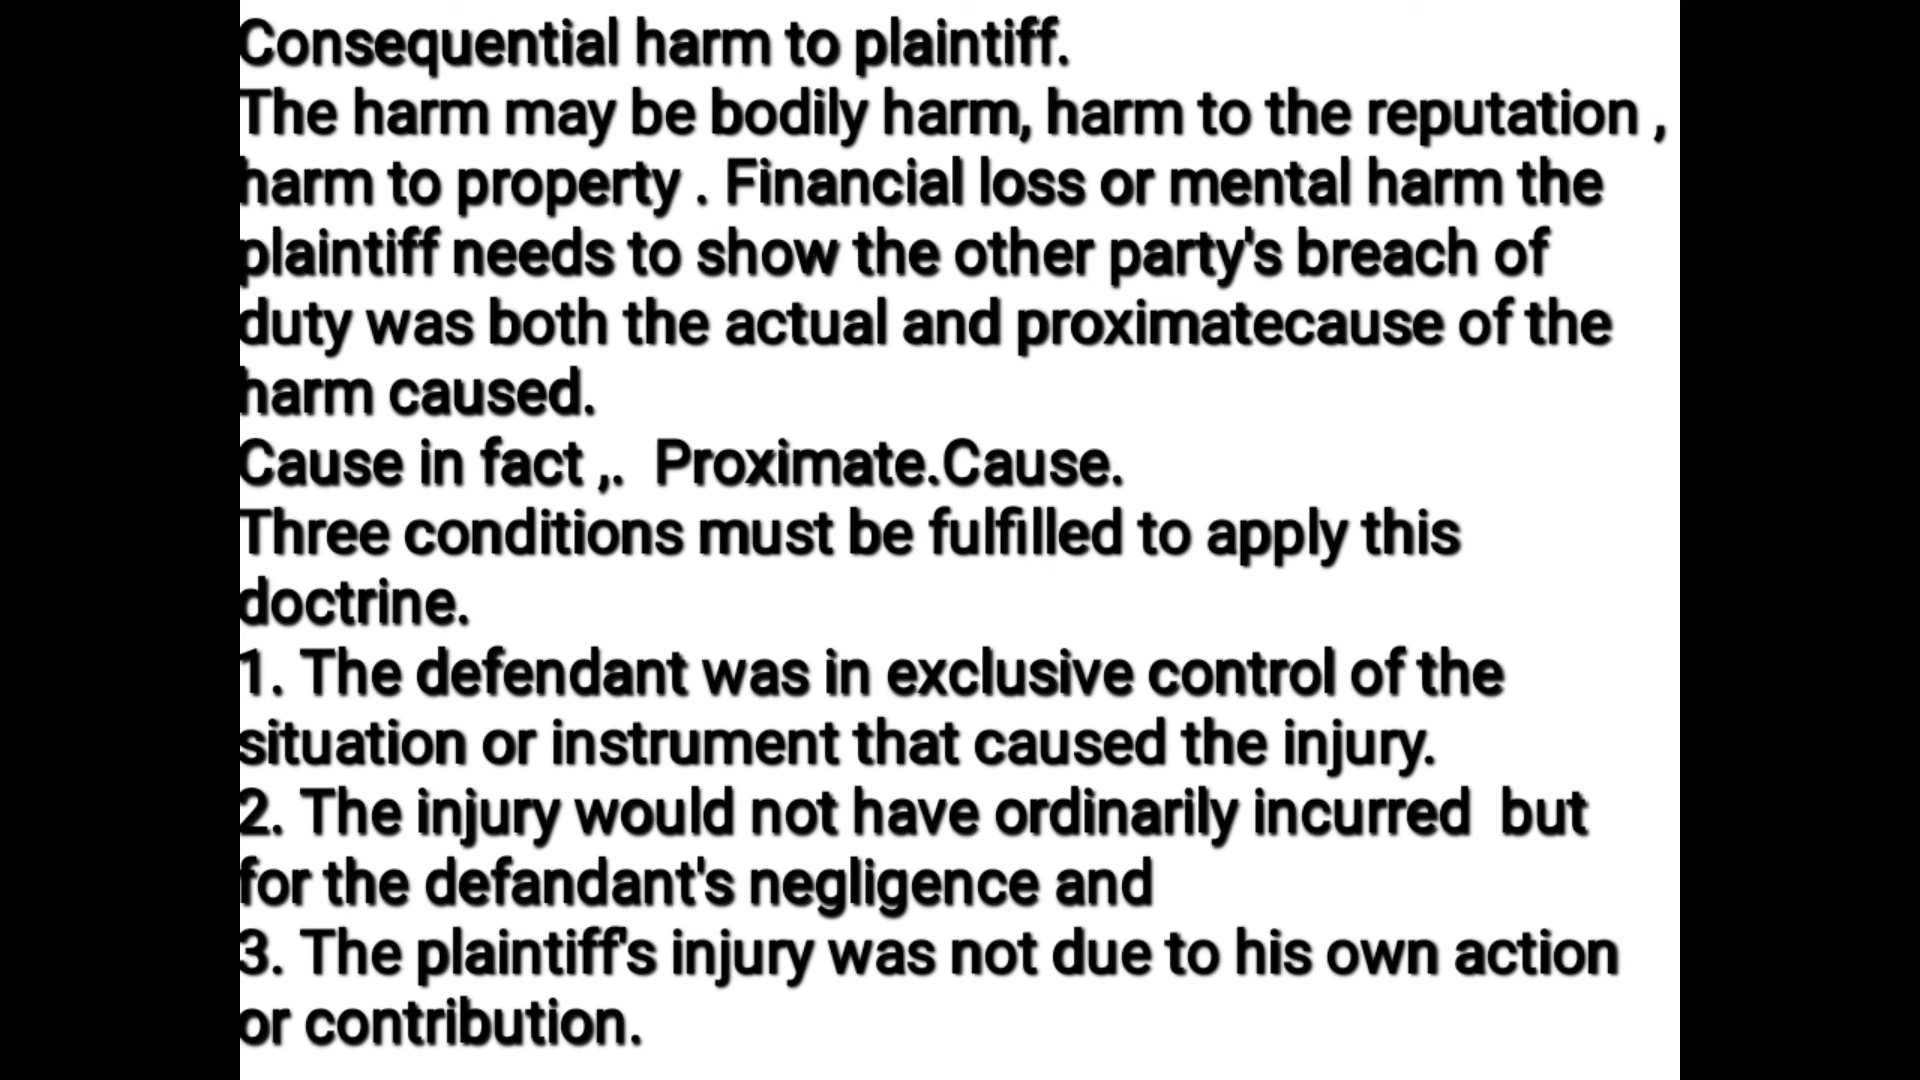 Consequential harm to plaintiff.
The harm may be bodily harm, harm to the reputation ,
harm to property . Financial loss or mental harm the
plaintiff needs to show the other party's breach of
duty was both the actual and proximatecause of the
harm caused.
Cause in fact ,.  Proximate.Cause.
Three conditions must be fulfilled to apply this
doctrine.
1. The defendant was in exclusive control of the
situation or instrument that caused the injury.
2. The injury would not have ordinarily incurred  but
for the defandant's negligence and
3. The plaintiff's injury was not due to his own action
or contribution.